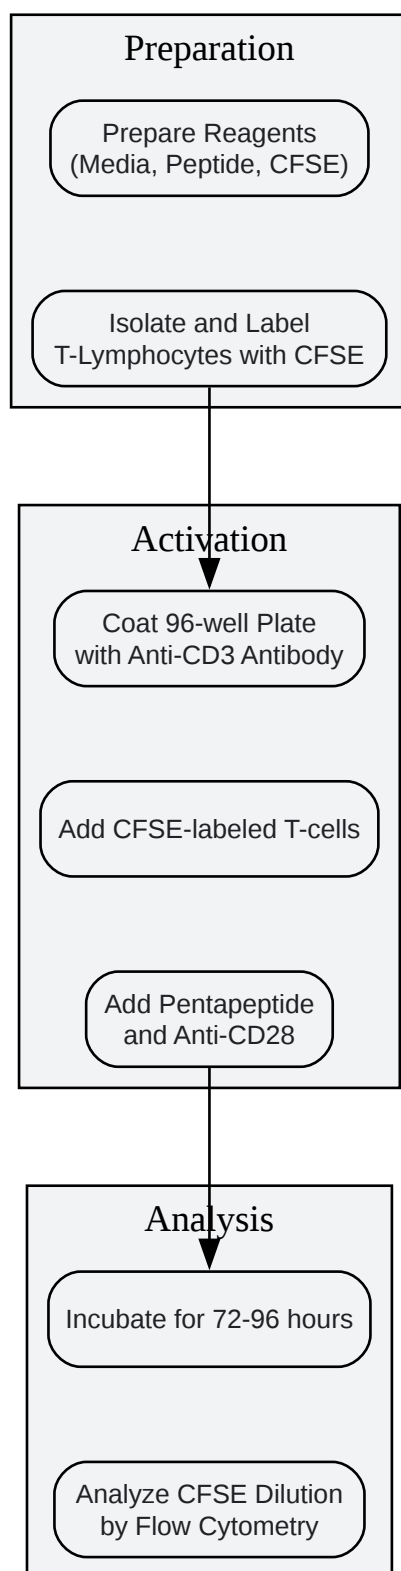 Preparation
Prepare Reagents
(Media, Peptide, CFSE)
Isolate and Label
T-Lymphocytes with CFSE
Activation
Coat 96-well Plate
with Anti-CD3 Antibody
Add CFSE-labeled T-cells
Add Pentapeptide
and Anti-CD28
Analysis
Incubate for 72-96 hours
Analyze CFSE Dilution
by Flow Cytometry